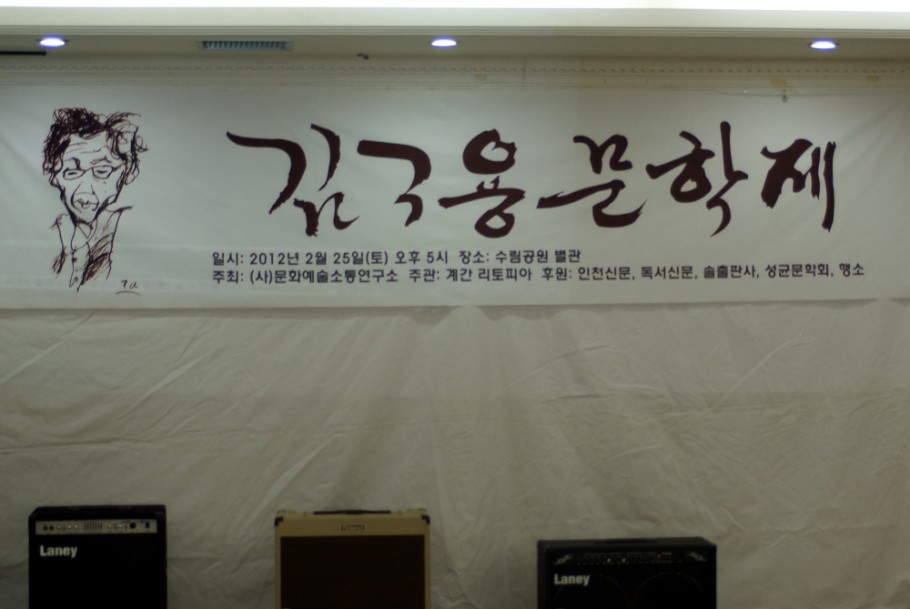 김구용문학제
일시: 2012년 2월 25일(토) 오후 5시 장소: 수림공원 별관
주최: (사)문화예술소통연구소 주관: 계간 리토피아 후원: 인천신문, 독서신문, 솔출판사, 성균문학회, 행소
Laney
Laney